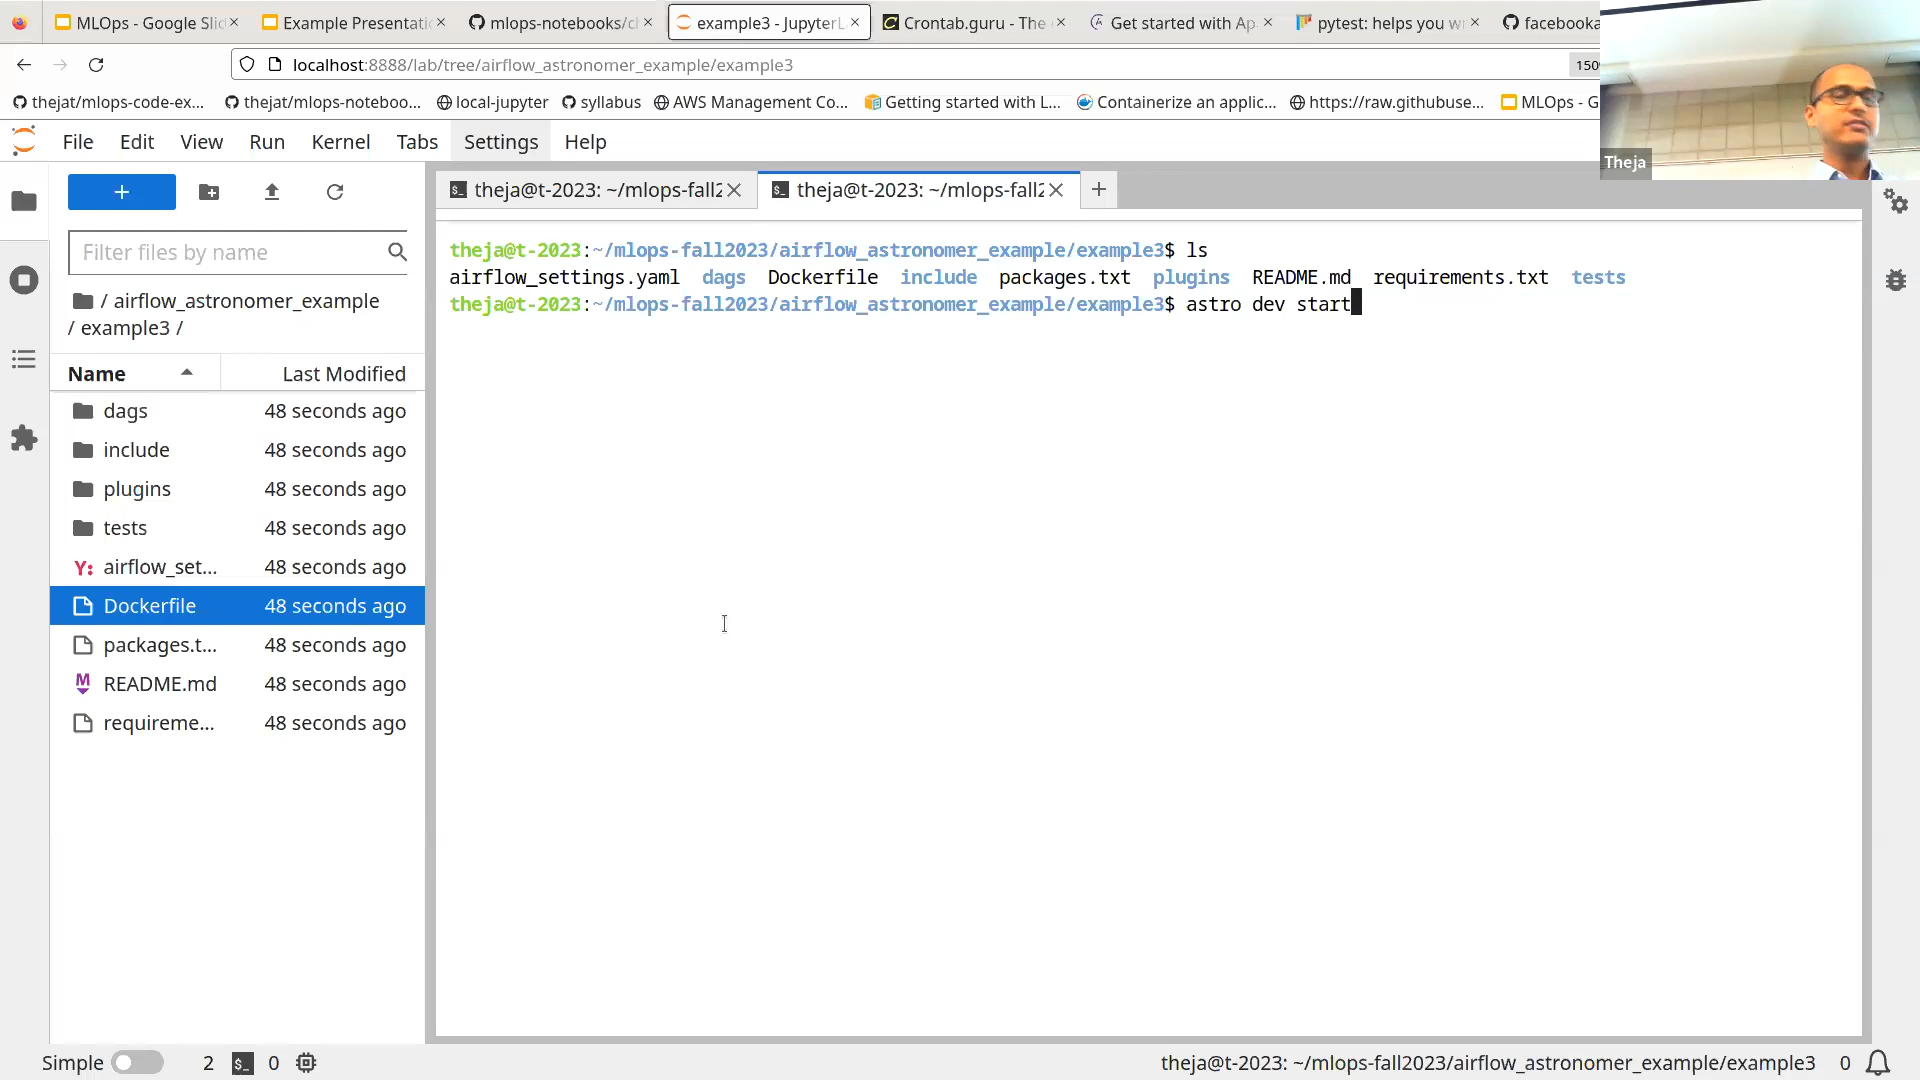 MLOps - Google Slid
Example Presentati
mlops-notebooks/cl
example3 - JupyterL
Crontab.guru - The
Get started with Ap
pytest: helps you w
facebooka
localhost:8888/lab/tree/airflow_astronomer_example/example3
150
thejat/mlops-code-ex...
thejat/mlops-noteboo...
local-jupyter
syllabus
AWS Management Co...
Getting started with L...
Containerize an applic...
https://raw.githubuse...
MLOps - G
Theja
File Edit View Run Kernel Tabs Settings Help
theja@t-2023: ~/mlops-fall2
theja@t-2023: ~/mlops-fall2
Filter files by name
/ airflow_astronomer_example
/ example3 /
Name Last Modified
dags 48 seconds ago
include 48 seconds ago
plugins 48 seconds ago
tests 48 seconds ago
Y: airflow_set... 48 seconds ago
Dockerfile 48 seconds ago
packages.t... 48 seconds ago
M README.md 48 seconds ago
requireme... 48 seconds ago
theja@t-2023:~/mlops-fall2023/airflow_astronomer_example/example3$ ls
airflow_settings.yaml dags Dockerfile include packages.txt plugins README.md requirements.txt tests
theja@t-2023:~/mlops-fall2023/airflow_astronomer_example/example3$ astro dev start
Simple 2 $_ 0
theja@t-2023: ~/mlops-fall2023/airflow_astronomer_example/example3 0